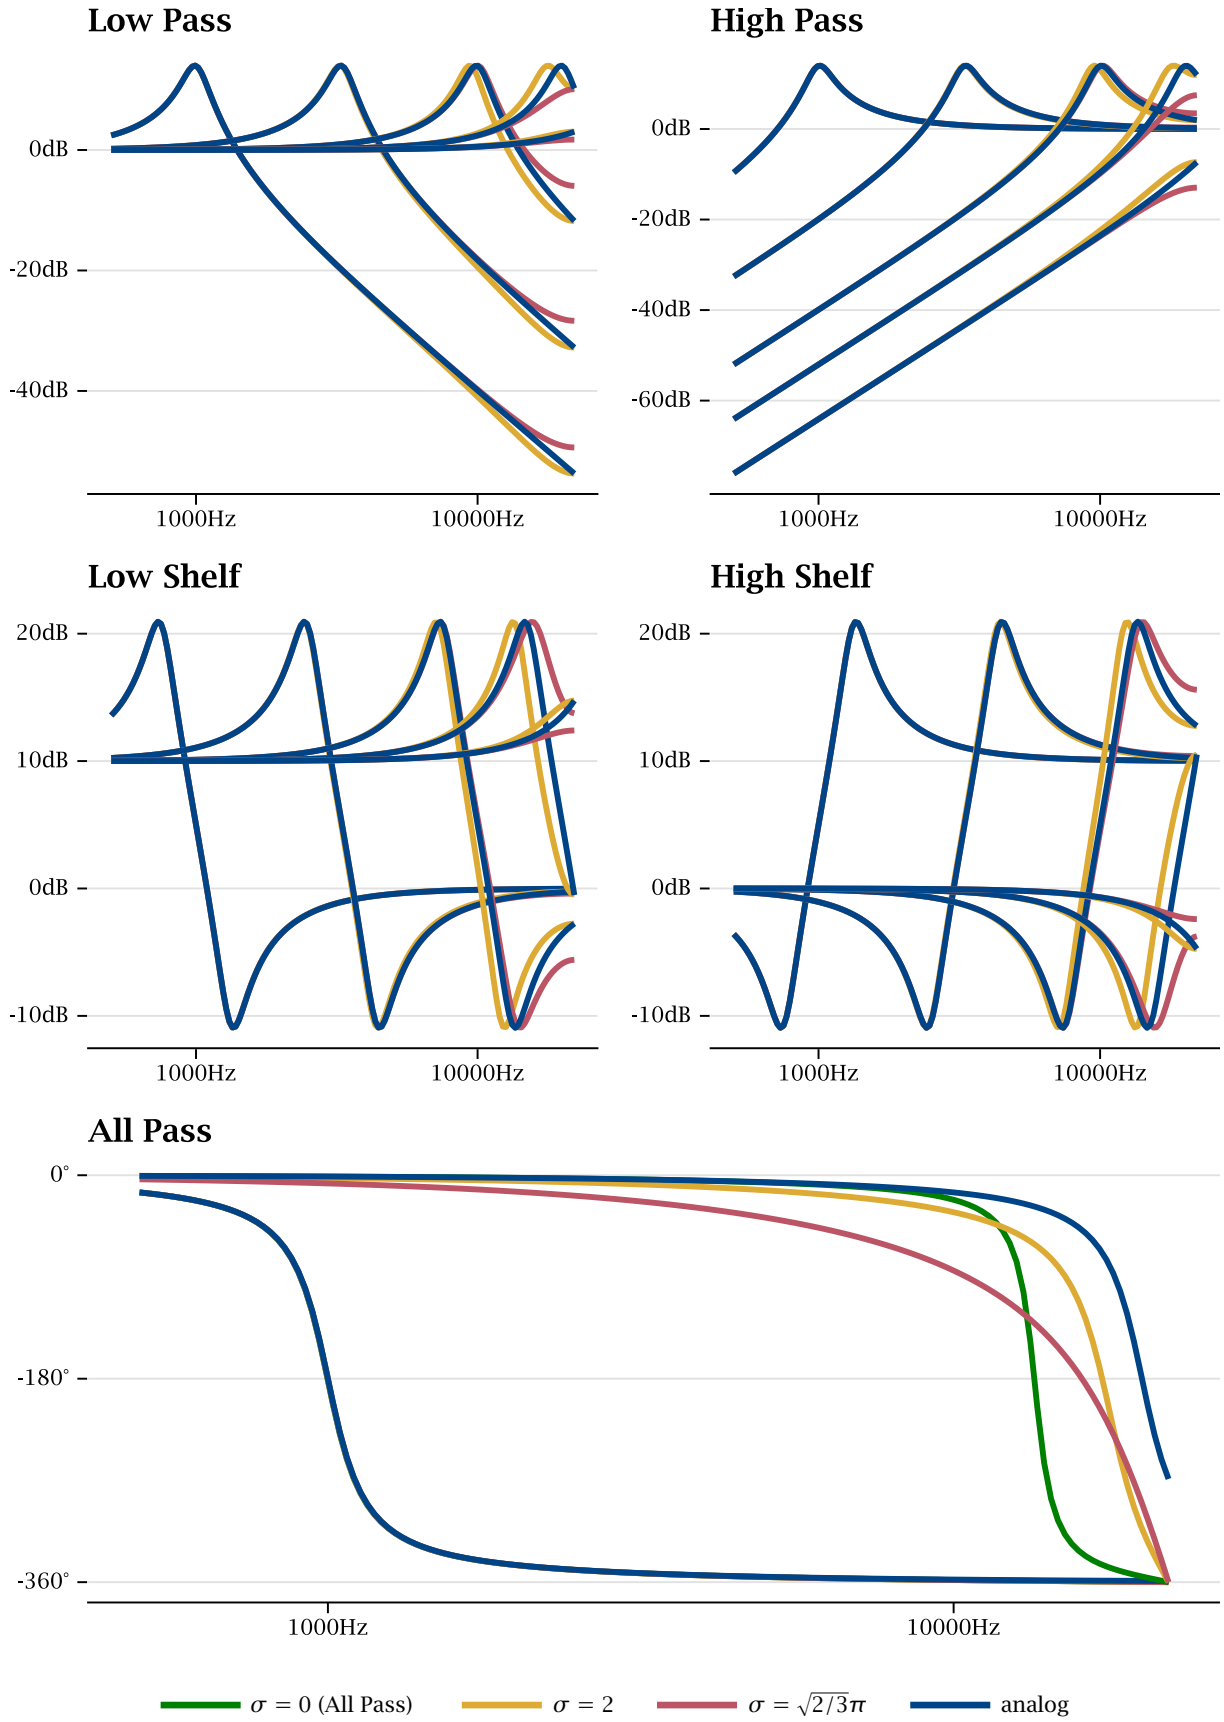 Low Pass
High Pass
0dB
-20dB
-40dB
1000Hz
10000Hz
0dB
-20dB
-40dB
-60dB
1000Hz
10000Hz
Low Shelf
High Shelf
20dB
10dB
0dB
-10dB
1000Hz
10000Hz
20dB
10dB
0dB
-10dB
1000Hz
10000Hz
All Pass
0°
-180°
-360°
1000Hz
10000Hz
σ = 0 (All Pass)
σ = 2
σ = √2/3π
analog